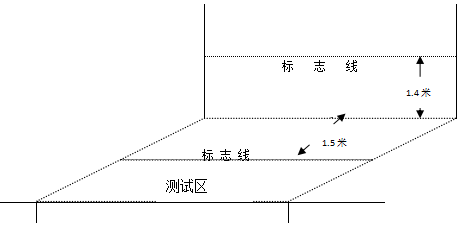 标 志 线
1.4 米
1.5 米
标 志 线
测试区